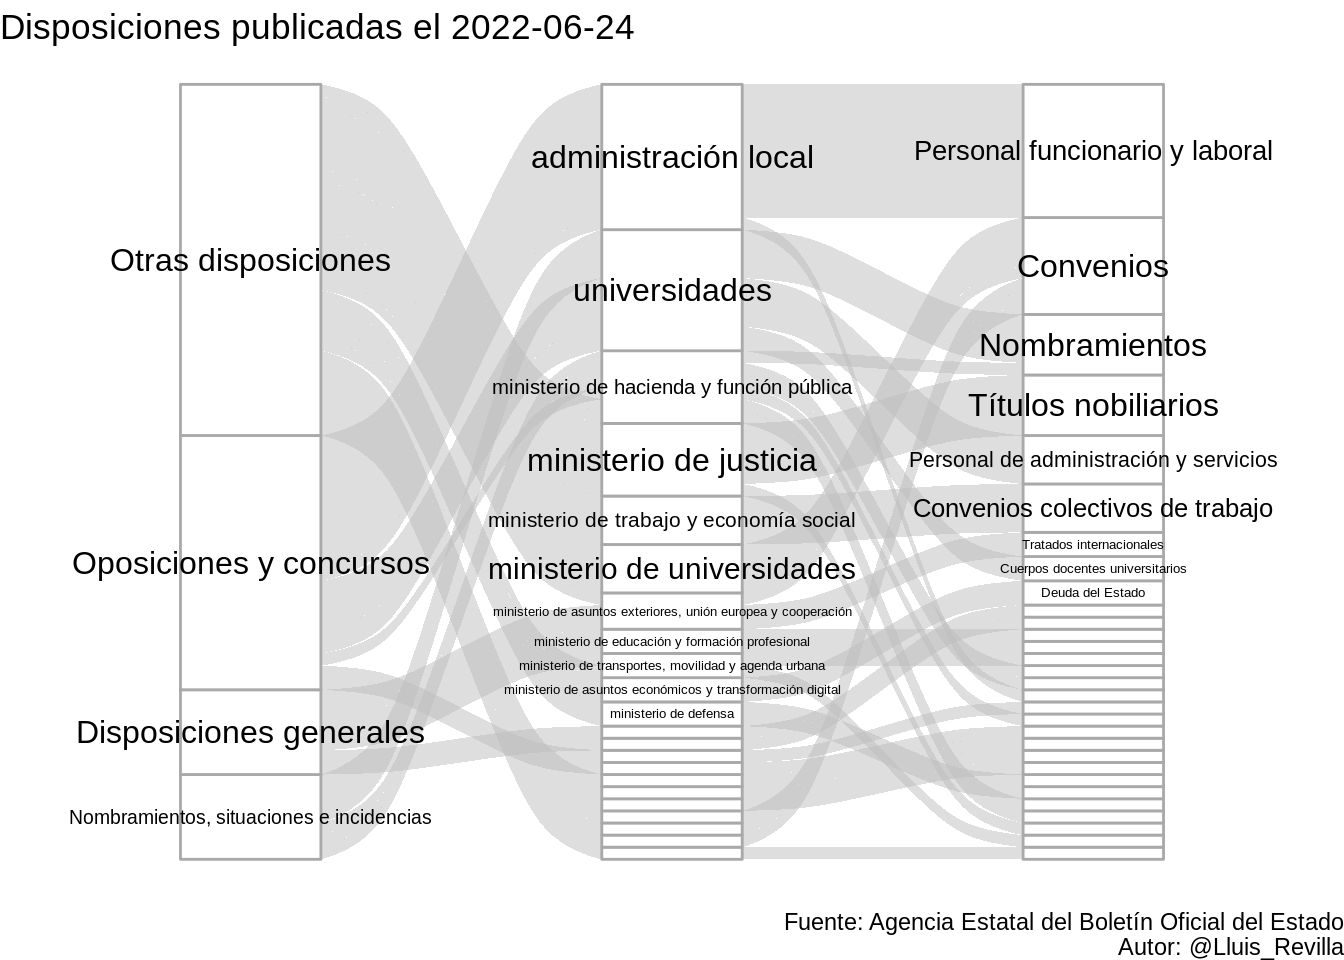 Disposiciones publicadas el 2022-06-24
Otras disposiciones
Oposiciones y concursos
Disposiciones generales
Nombramientos, situaciones e incidencias
administración local
universidades
ministerio de hacienda y función pública
ministerio de justicia
ministerio de trabajo y economía social
ministerio de universidades
ministerio de asuntos exteriores, unión europea y cooperación
ministerio de educación y formación profesional
ministerio de transportes, movilidad y agenda urbana
ministerio de asuntos económicos y transformación digital
ministerio de defensa
Personal funcionario y laboral
Convenios
Nombramientos
Títulos nobiliarios
Personal de administración y servicios
Convenios colectivos de trabajo
Tratados internacionales
Cuerpos docentes universitarios
Deuda del Estado
Fuente: Agencia Estatal del Boletín Oficial del Estado
Autor: @Lluis_Revilla